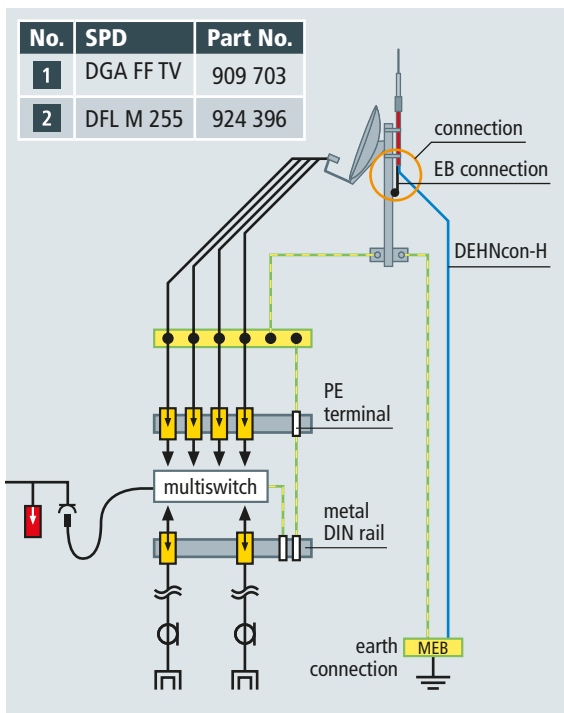 No. SPD Part No.
1 DGA FF TV 909 703
2 DFL M 255 924 396
connection
EB connection
DEHNcon-H
PE
terminal
multiswitch
metal
DIN rail
earth
connection
MEB